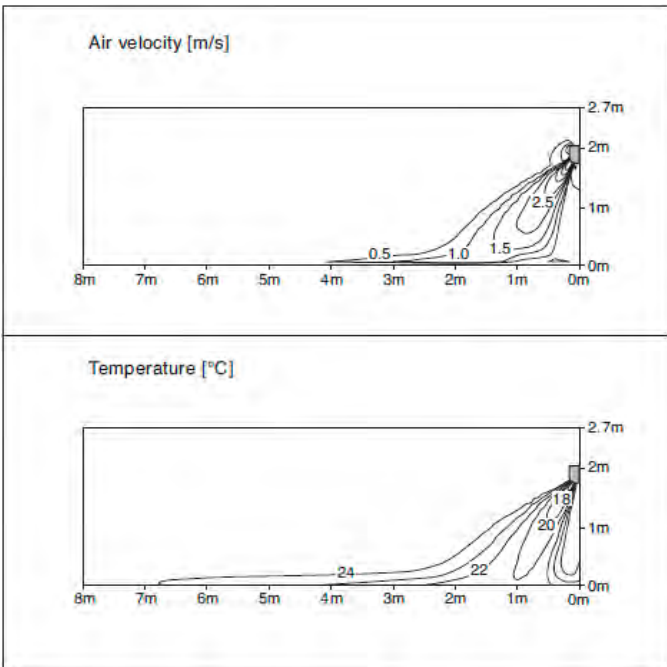 Air velocity [m/s]
2.7m
2m
2.5
1m
0.5
1.0
1.5
0m
8m 7m 6m 5m 4m 3m 2m 1m 0m
Temperature [°C]
2.7m
2m
18
20
1m
24
22
0m
8m 7m 6m 5m 4m 3m 2m 1m 0m